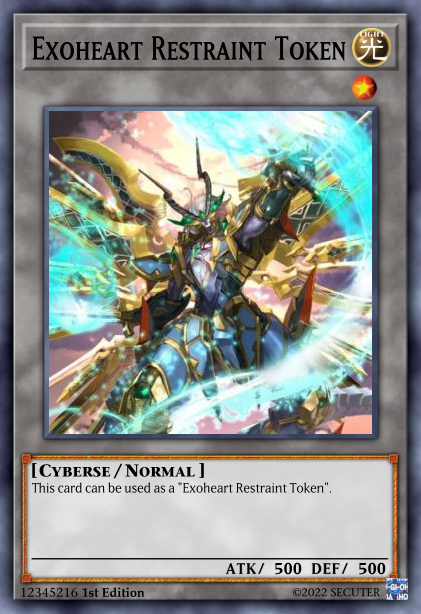 EXOHEART RESTRAINT TOKEN
LIGHT
光
[CYBERSE / NORMAL ]
This card can be used as a "Exoheart Restraint Token".
ATK/ 500 DEF/ 500
12345216 1st Edition ©2022 SECUTER